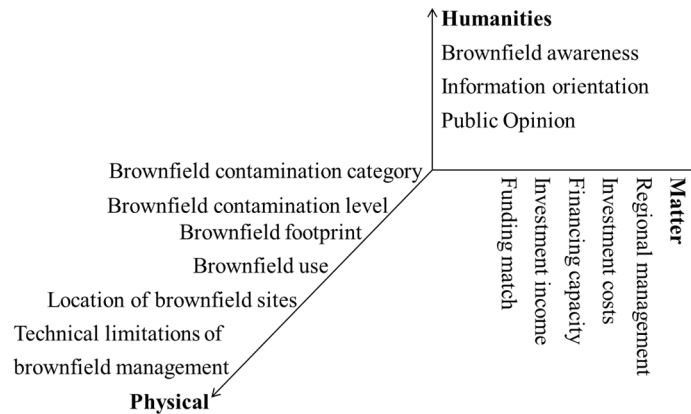 Humanities
Brownfield awareness
Information orientation
Public Opinion
Brownfield contamination category
Brownfield contamination level
Brownfield footprint
Brownfield use
Location of brownfield sites
Technical limitations of
brownfield management
Physical
Matter
Regional management
Investment costs
Financing capacity
Investment income
Funding match